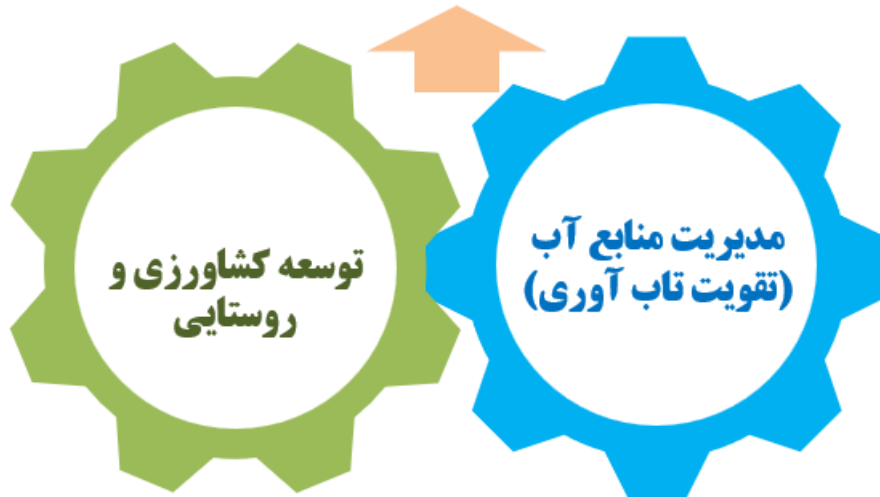 مدیریت منابع آب
(تقویت تاب آوری)
توسعه کشاورزی و
روستایی